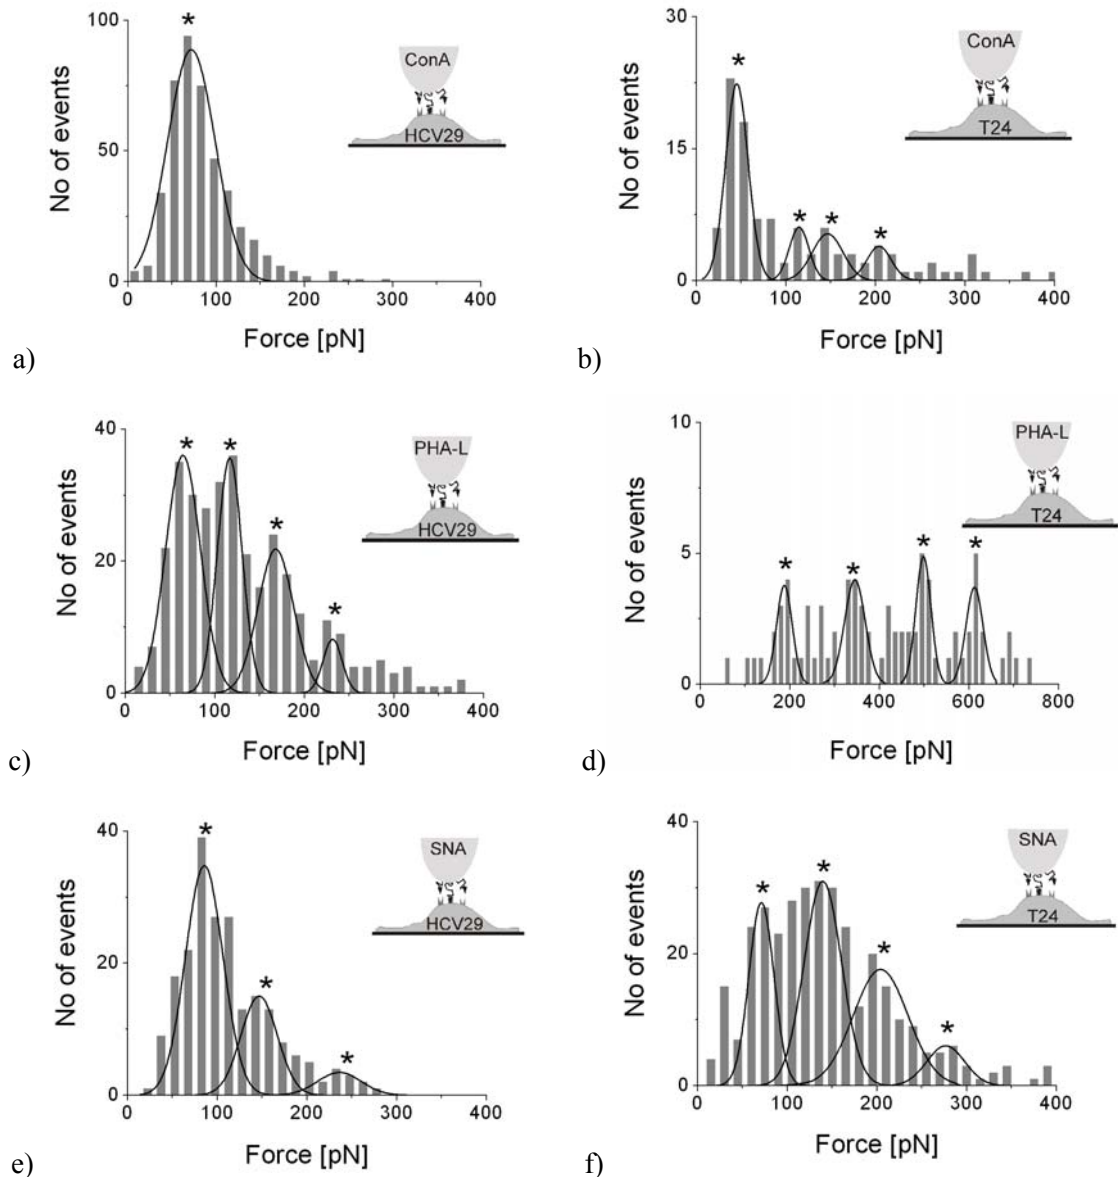 100
50
0
No of events
*
ConA
HCV29
0 100 200 300 400
Force [pN]
a)
30
15
0
No of events
* * * *
ConA
T24
0 100 200 300 400
Force [pN]
b)
40
20
0
No of events
* * * *
PHA-L
HCV29
0 100 200 300 400
Force [pN]
c)
10
5
0
No of events
* * * *
PHA-L
T24
0 200 400 600 800
Force [pN]
d)
40
20
0
No of events
* * *
SNA
HCV29
0 100 200 300 400
Force [pN]
e)
40
20
0
No of events
* * * *
SNA
T24
0 100 200 300 400
Force [pN]
f)